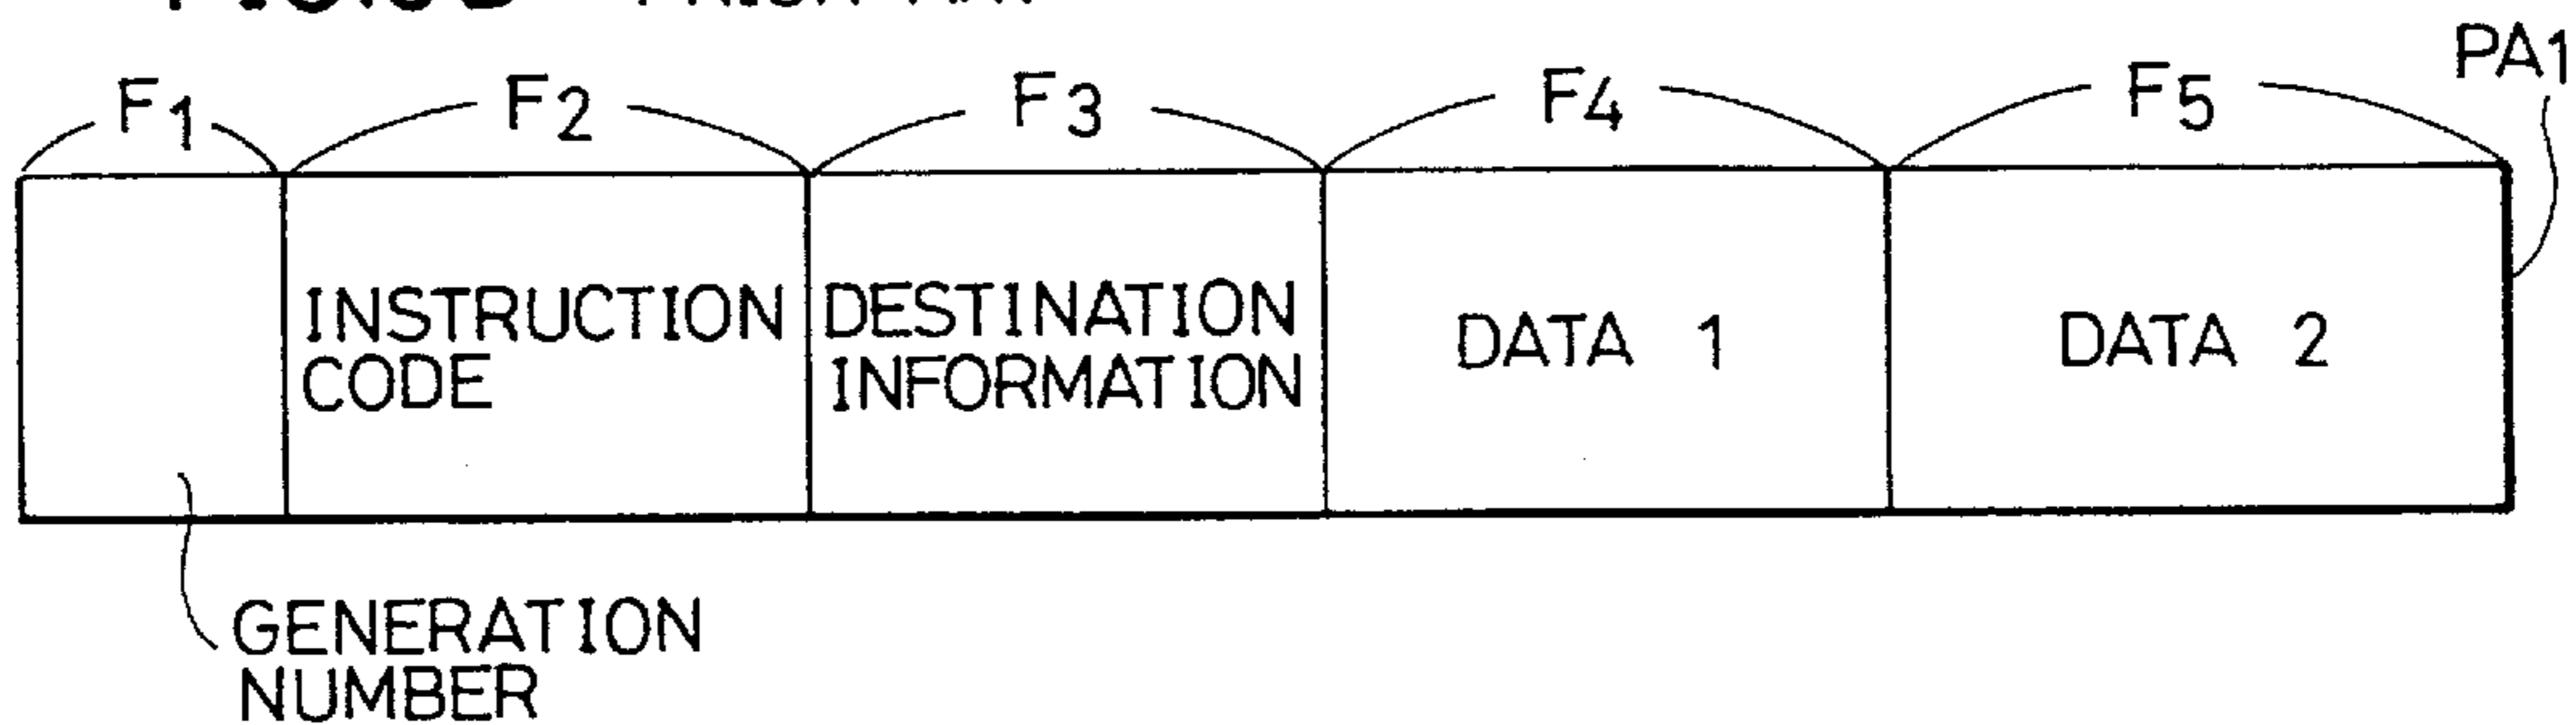 PA1
F1 F2 F3 F4 F5
INSTRUCTION
CODE
DESTINATION
INFORMATION
DATA 1
DATA 2
GENERATION
NUMBER